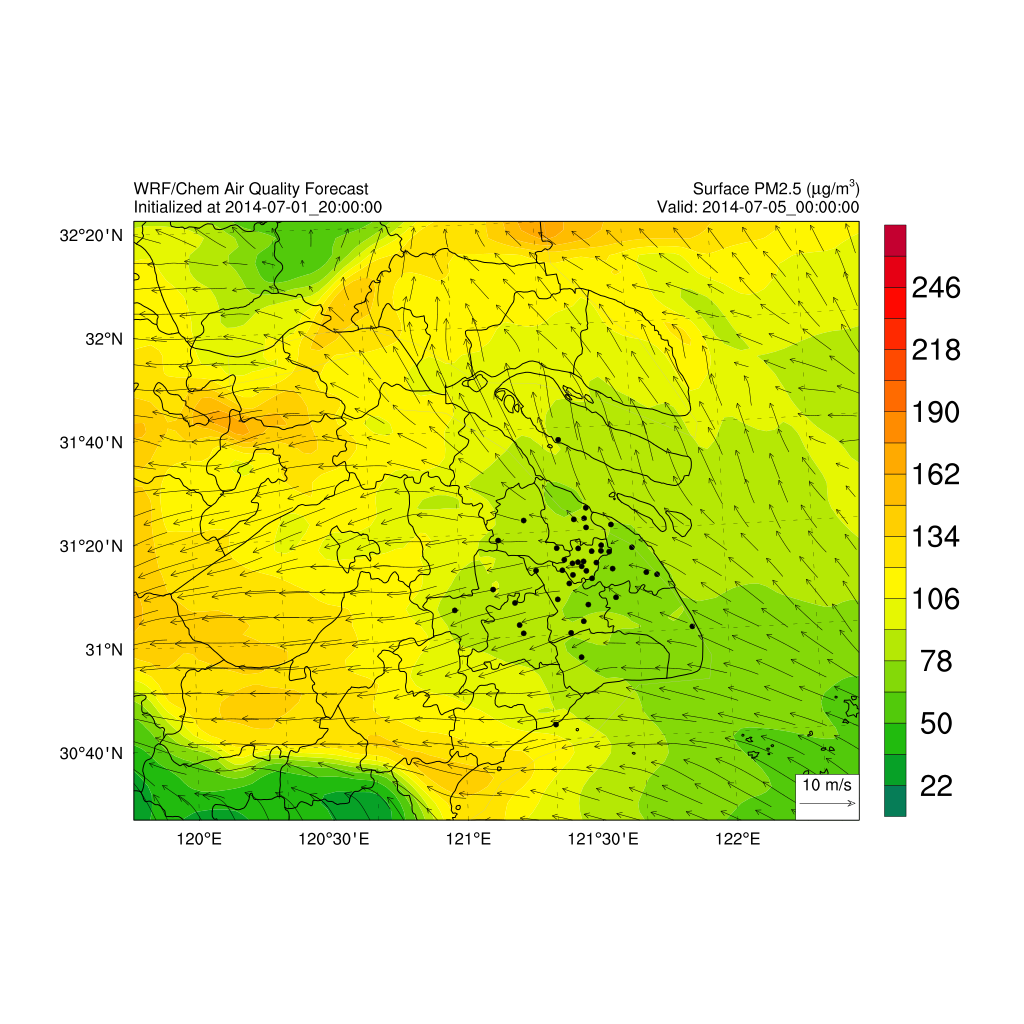 WRF/Chem Air Quality Forecast
Surface PM2.5 (μg/m³)
Initialized at 2014-07-01_20:00:00
Valid: 2014-07-05_00:00:00
32°20'N
32°N
31°40'N
31°20'N
31°N
30°40'N
120°E
120°30'E
121°E
121°30'E
122°E
10 m/s
246
218
190
162
134
106
78
50
22